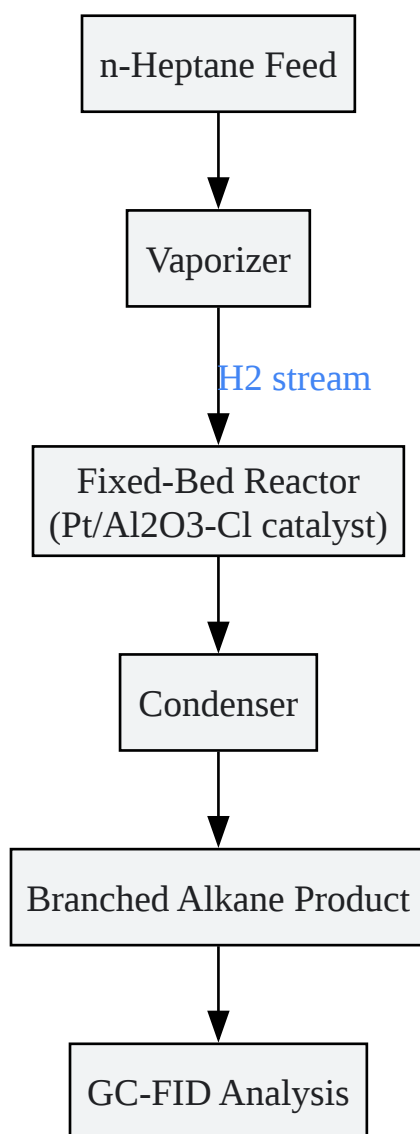 n-Heptane Feed
Vaporizer
H2 stream
Fixed-Bed Reactor
(Pt/Al2O3-Cl catalyst)
Condenser
Branched Alkane Product
GC-FID Analysis